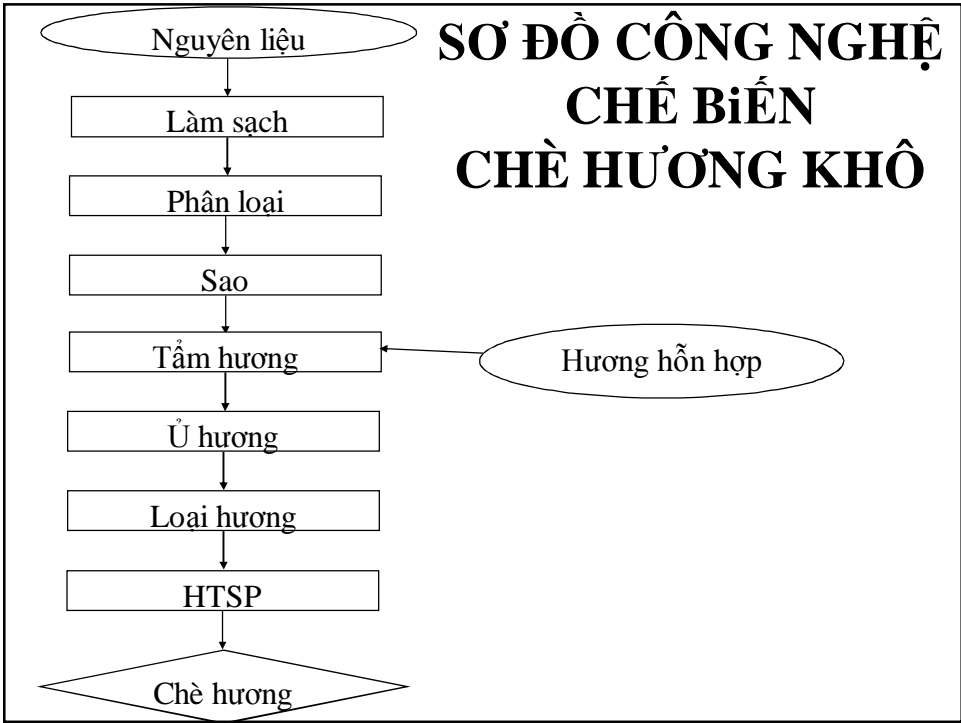 SƠ ĐỒ CÔNG NGHỆ
CHẾ BiẾN
CHÈ HƯƠNG KHÔ
Nguyên liệu
Làm sạch
Phân loại
Sao
Tẩm hương
Hương hỗn hợp
Ủ hương
Loại hương
HTSP
Chè hương